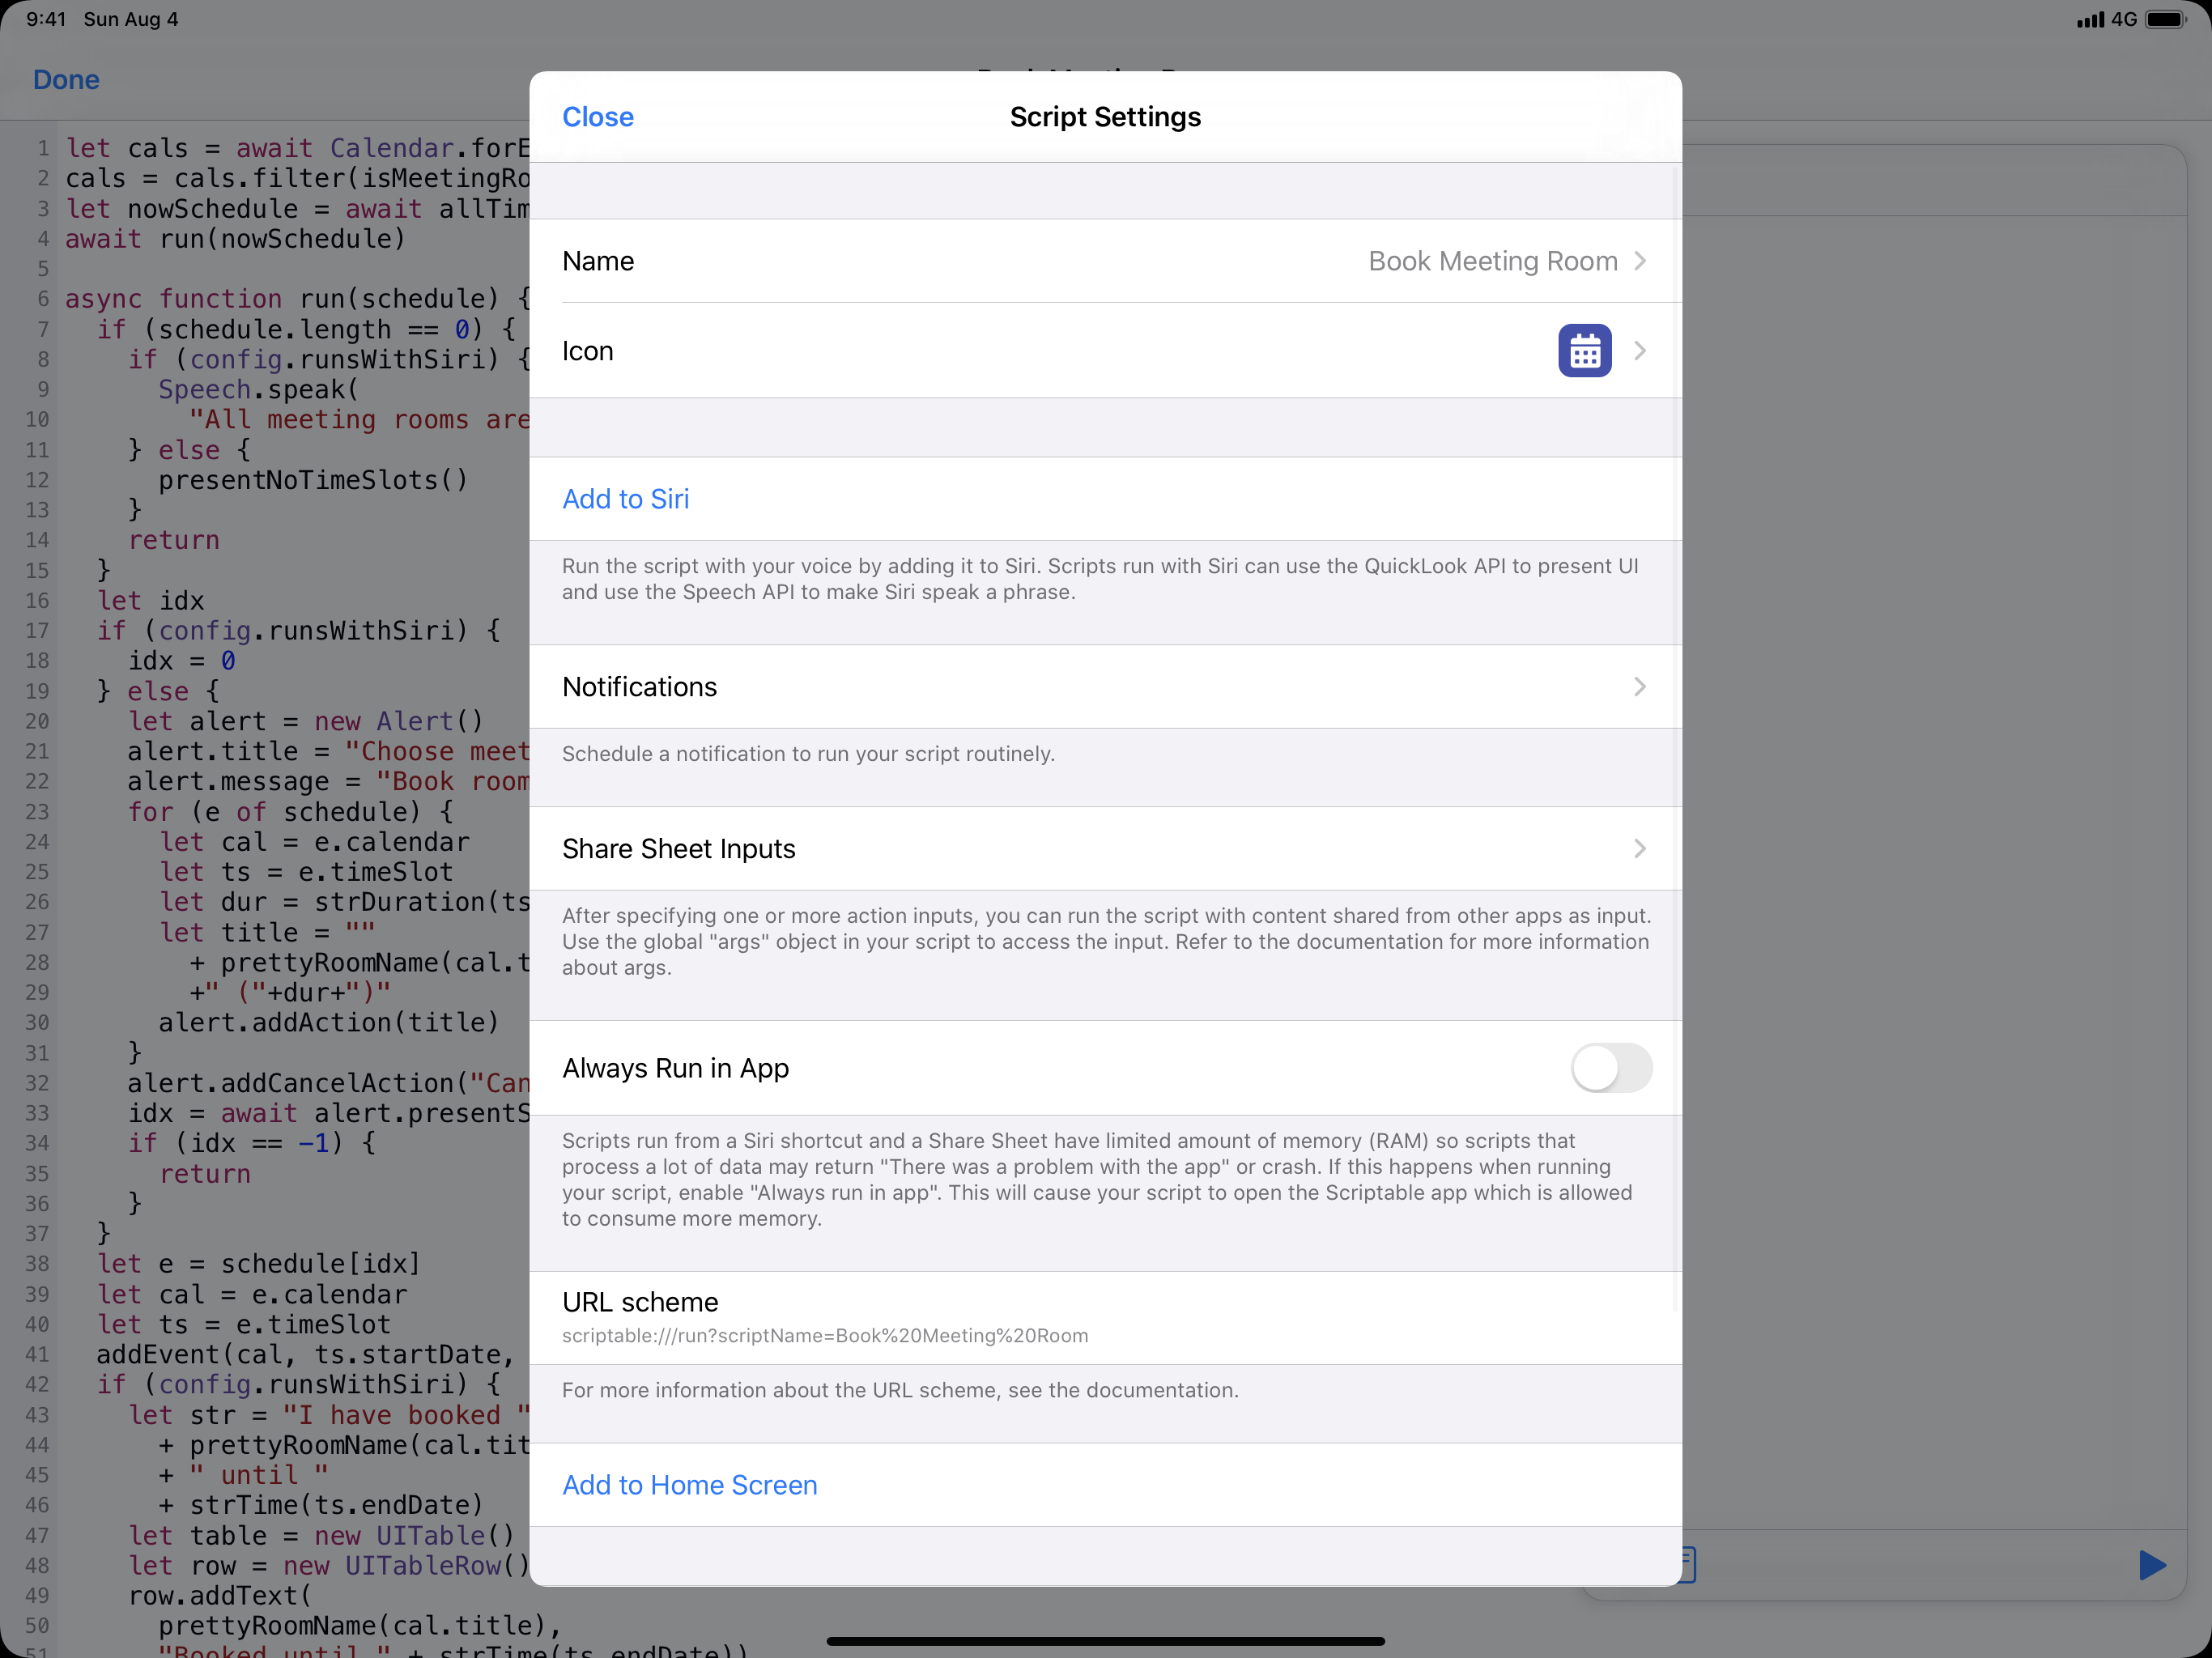 9:41 Sun Aug 4
4G
Done
Close
Script Settings
Name
Book Meeting Room
Icon
Add to Siri
Run the script with your voice by adding it to Siri. Scripts run with Siri can use the QuickLook API to present UI
and use the Speech API to make Siri speak a phrase.
Notifications
Schedule a notification to run your script routinely.
Share Sheet Inputs
After specifying one or more action inputs, you can run the script with content shared from other apps as input.
Use the global "args" object in your script to access the input. Refer to the documentation for more information
about args.
Always Run in App
Scripts run from a Siri shortcut and a Share Sheet have limited amount of memory (RAM) so scripts that
process a lot of data may return "There was a problem with the app" or crash. If this happens when running
your script, enable "Always run in app". This will cause your script to open the Scriptable app which is allowed
to consume more memory.
URL scheme
scriptable:///run?scriptName=Book%20Meeting%20Room
For more information about the URL scheme, see the documentation.
Add to Home Screen
1 let cals = await Calendar.forE
2 cals = cals.filter(isMeetingRo
3 let nowSchedule = await allTim
4 await run(nowSchedule)
5
6 async function run(schedule) {
7 if (schedule.length == 0) {
8 if (config.runsWithSiri) {
9 Speech.speak(
10 "All meeting rooms are
11 } else {
12 presentNoTimeSlots()
13 }
14 return
15 }
16 let idx
17 if (config.runsWithSiri) {
18 idx = 0
19 } else {
20 let alert = new Alert()
21 alert.title = "Choose meet
22 alert.message = "Book room
23 for (e of schedule) {
24 let cal = e.calendar
25 let ts = e.timeSlot
26 let dur = strDuration(ts
27 let title = ""
28 + prettyRoomName(cal.t
29 +" ("+dur+")"
30 alert.addAction(title)
31 }
32 alert.addCancelAction("Can
33 idx = await alert.presentS
34 if (idx == -1) {
35 return
36 }
37 }
38 let e = schedule[idx]
39 let cal = e.calendar
40 let ts = e.timeSlot
41 addEvent(cal, ts.startDate,
42 if (config.runsWithSiri) {
43 let str = "I have booked "
44 + prettyRoomName(cal.tit
45 + " until "
46 + strTime(ts.endDate)
47 let table = new UITable()
48 let row = new UITableRow()
49 row.addText(
50 prettyRoomName(cal.title),
51 "Booked until " + strTime(ts.endDate))